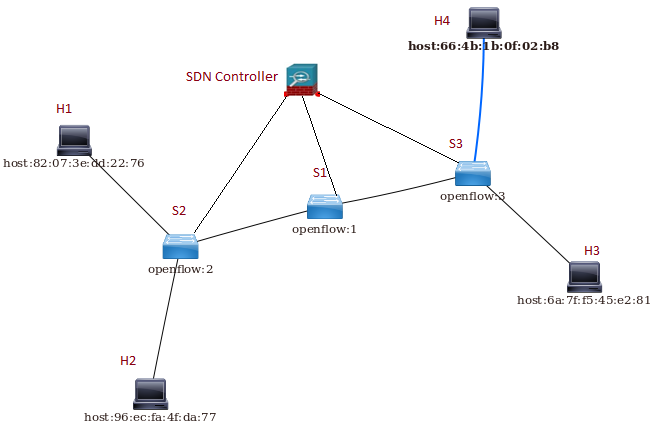 H4
host:66:4b:1b:0f:02:b8
SDN Controller
H1
host:82:07:3e:dd:22:76
S3
S1
openflow:3
S2
openflow:1
H3
openflow:2
host:6a:7f:f5:45:e2:81
H2
host:96:ec:fa:4f:da:77